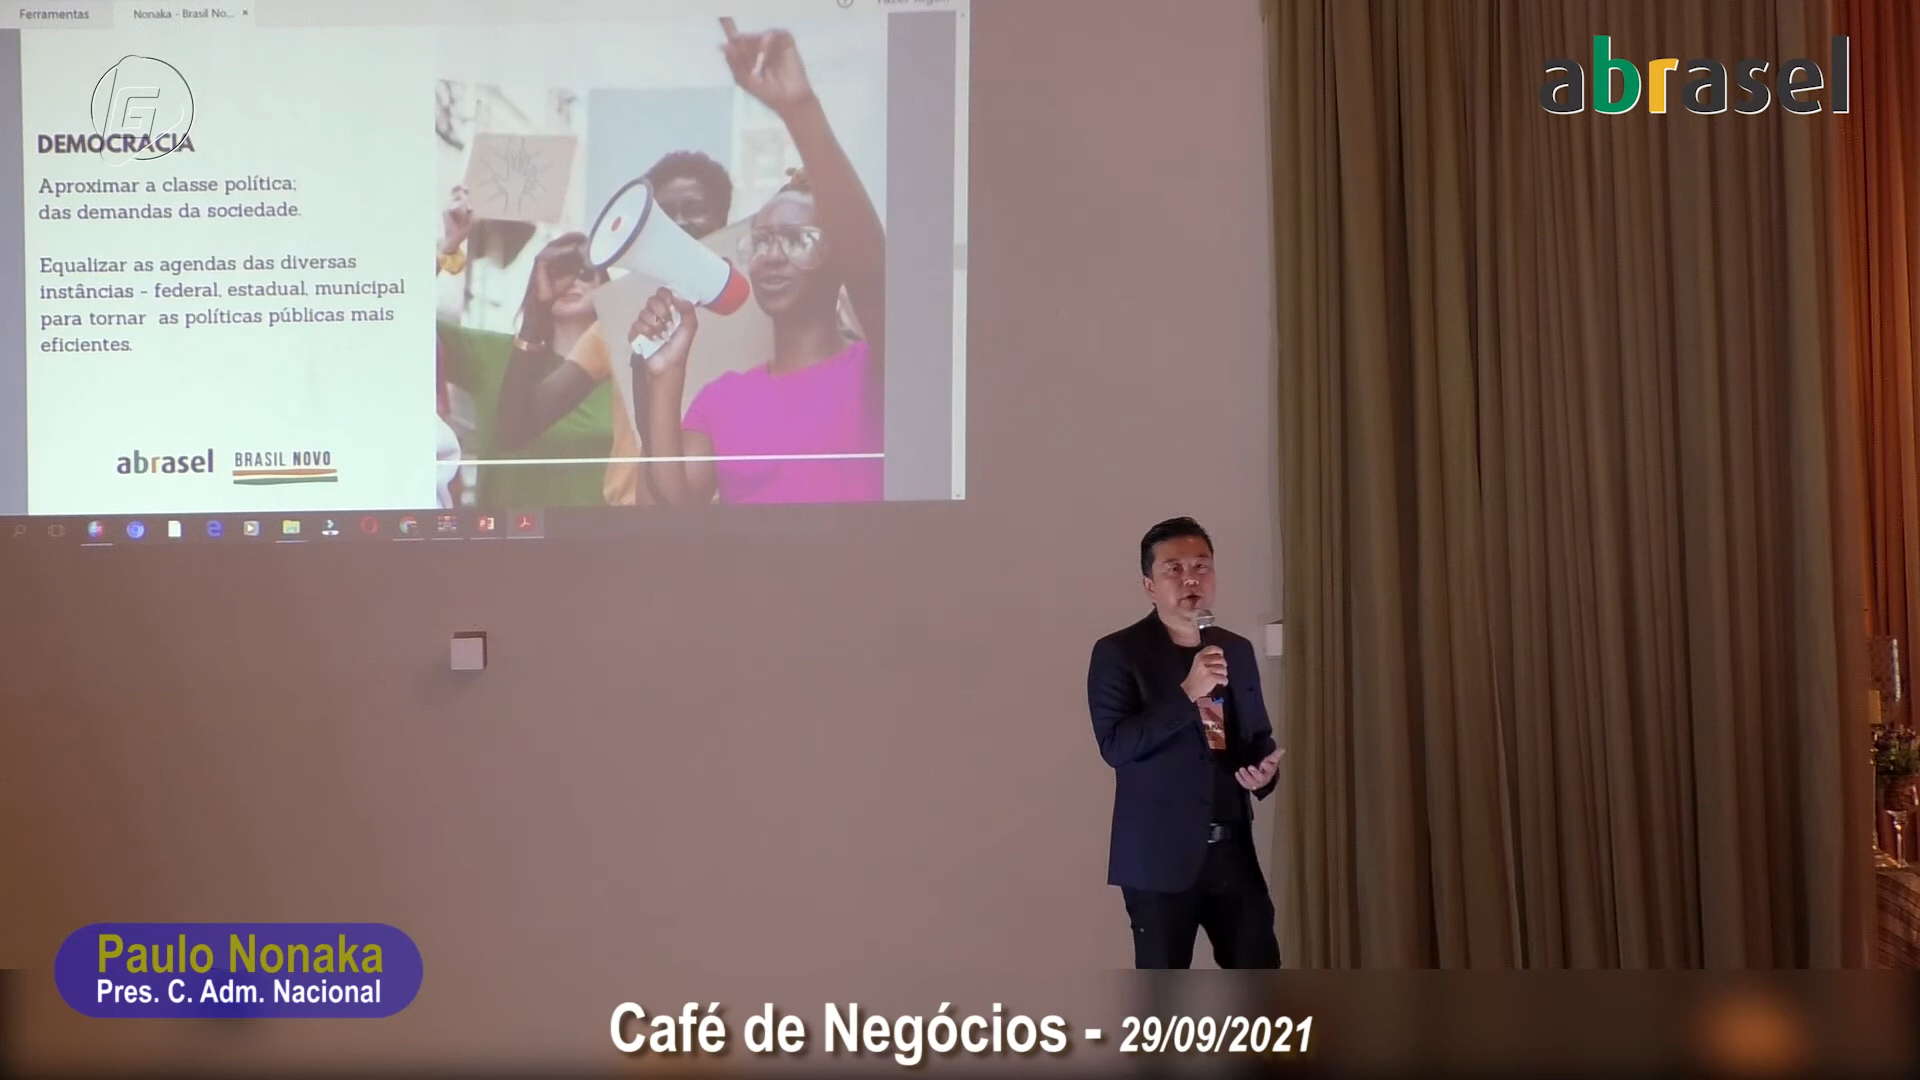 Ferramentas
Nonaka - Brasil No... ×
abrasel
G
DEMOCRACIA
Aproximar a classe política;
das demandas da sociedade.
Equalizar as agendas das diversas
instâncias - federal, estadual, municipal
para tornar as políticas públicas mais
eficientes.
abrasel BRASIL NOVO
Paulo Nonaka
Pres. C. Adm. Nacional
Café de Negócios - 29/09/2021